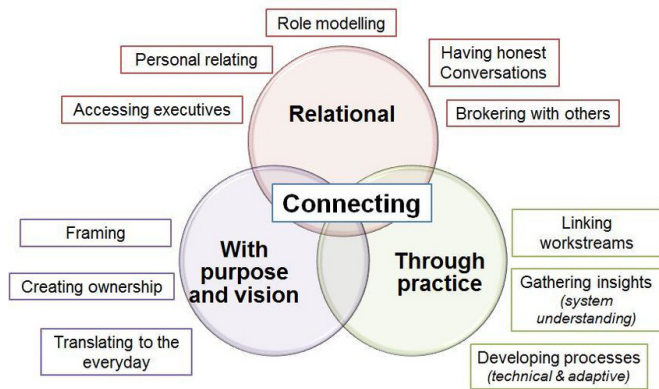 Role modelling
Personal relating
Having honest
Conversations
Accessing executives
Relational
Brokering with others
Connecting
Framing
With
purpose
and vision
Through
practice
Linking
workstreams
Creating ownership
Gathering insights
(system
understanding)
Translating to the
everyday
Developing processes
(technical & adaptive)